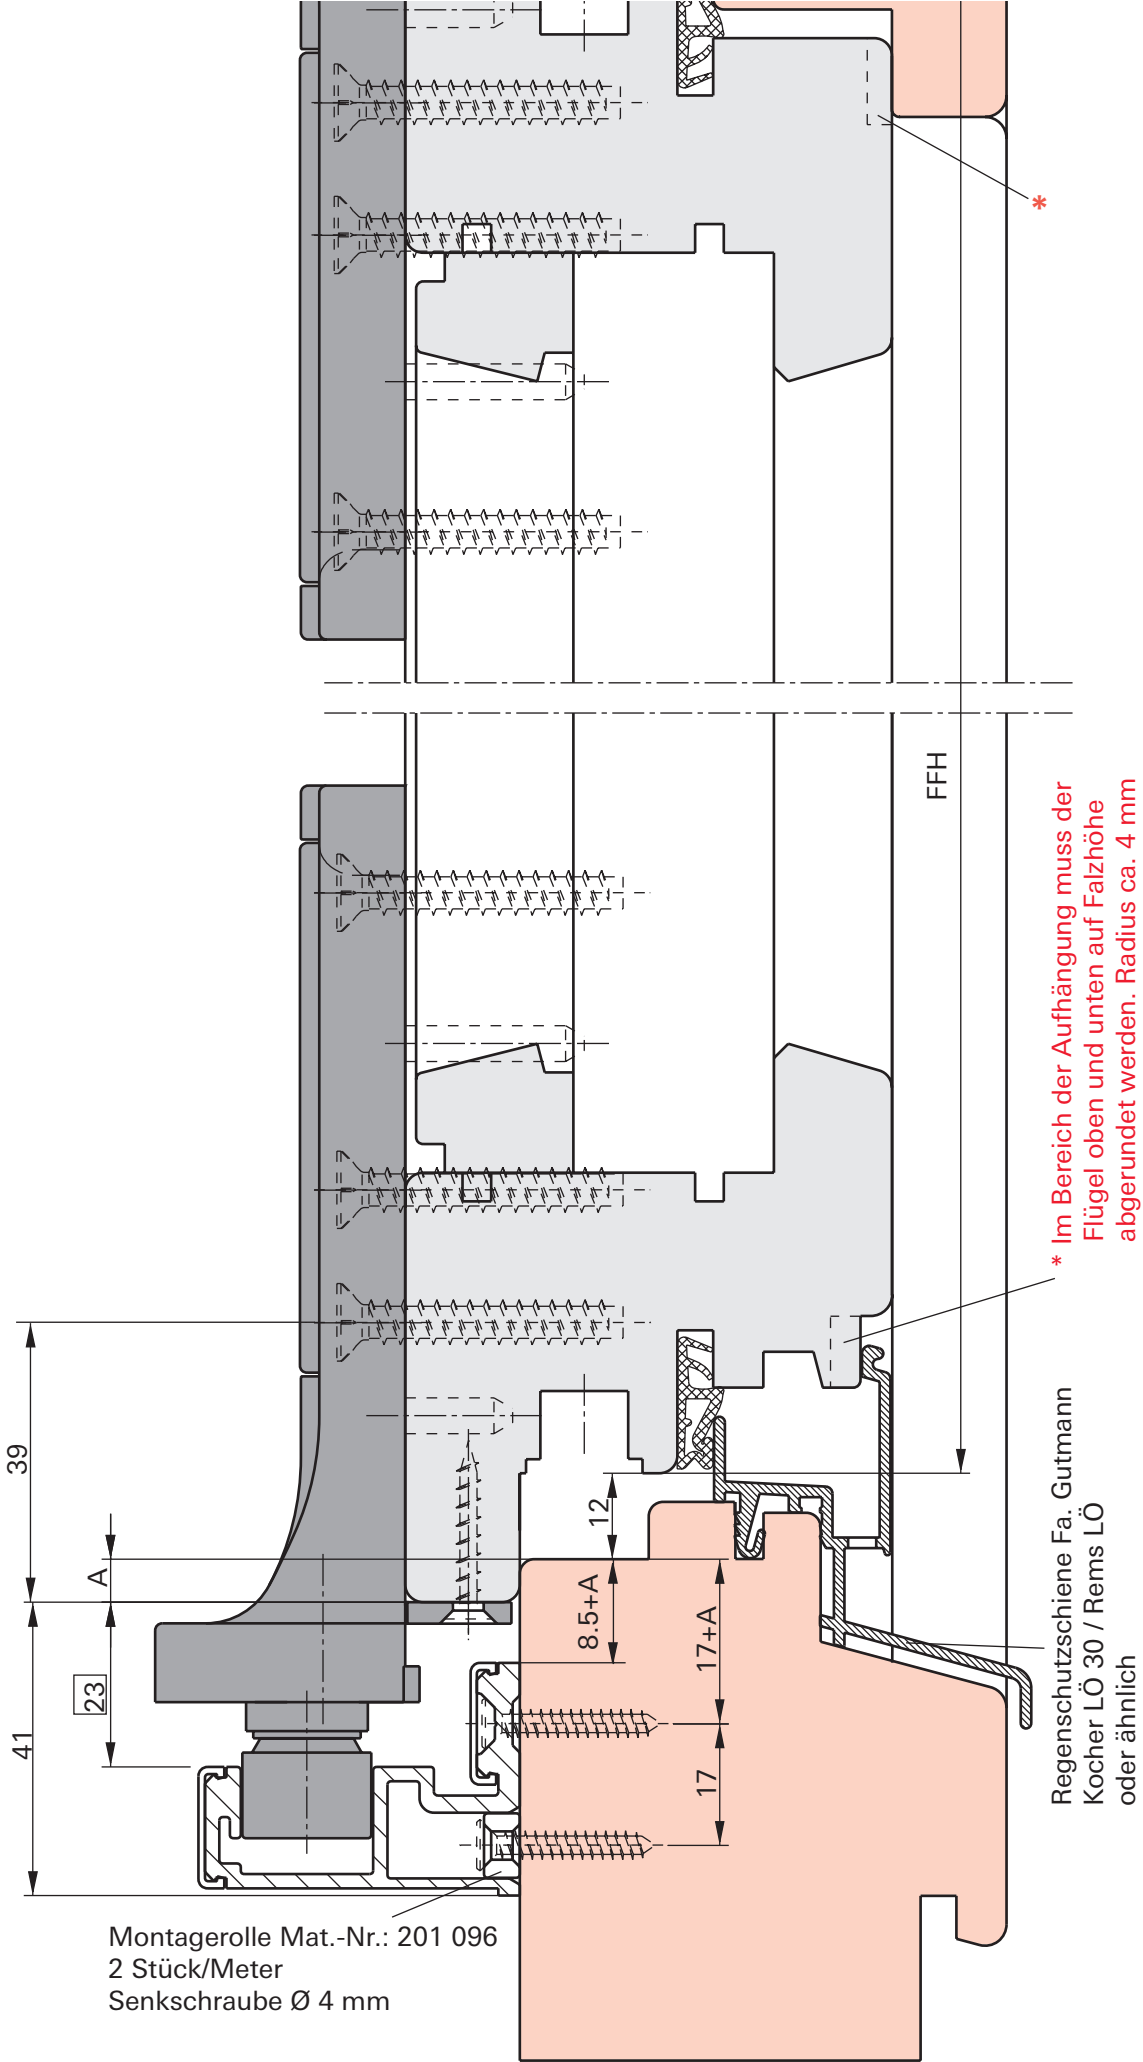 *
FFH
* Im Bereich der Aufhängung muss der
Flügel oben und unten auf Falzhöhe
abgerundet werden. Radius ca. 4 mm
39
A
12
8.5+A
17+A
23
41
17
Regenschutzschiene Fa. Gutmann
Kocher LÖ 30 / Rems LÖ
oder ähnlich
Montagerolle Mat.-Nr.: 201 096
2 Stück/Meter
Senkschraube Ø 4 mm